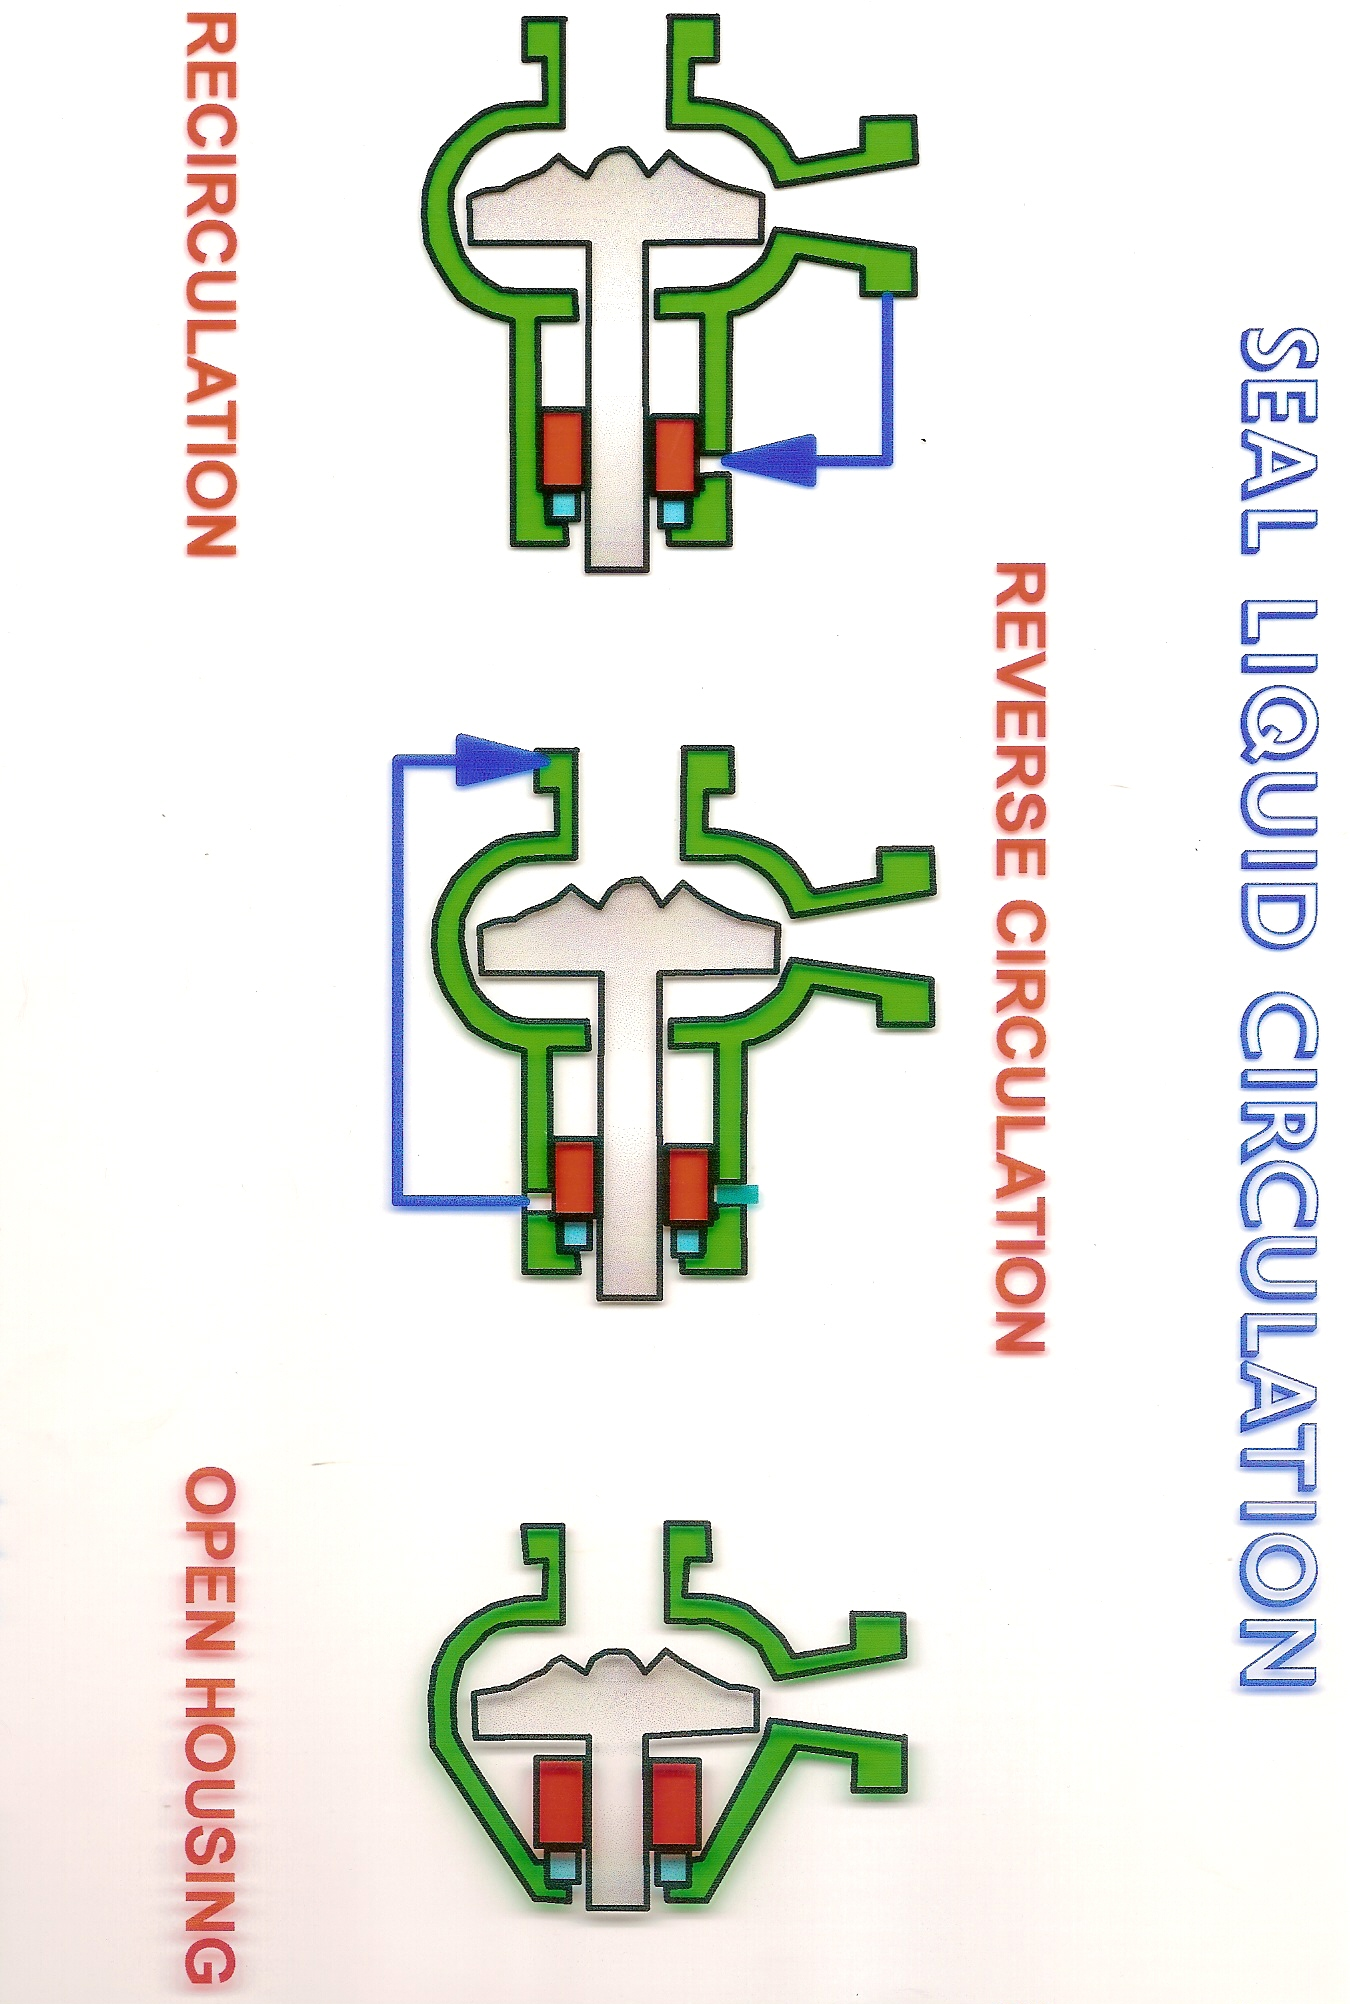 SEAL LIQUID CIRCULATION
REVERSE CIRCULATION
RECIRCULATION
OPEN HOUSING